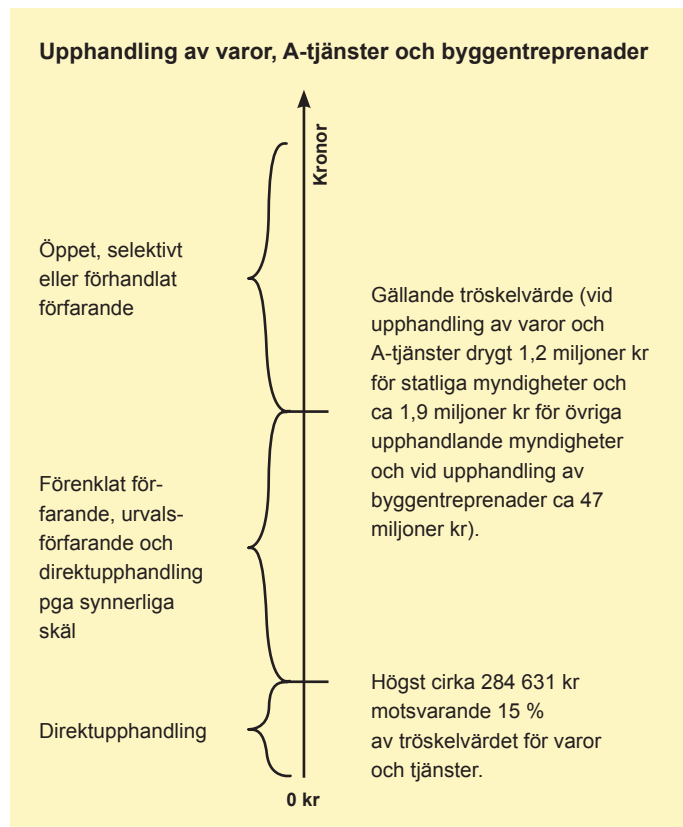 Upphandling av varor, A-tjänster och byggentreprenader
Kronor
Öppet, selektivt
eller förhandlat
förfarande
Gällande tröskelvärde (vid
upphandling av varor och
A-tjänster drygt 1,2 miljoner kr
för statliga myndigheter och
ca 1,9 miljoner kr för övriga
upphandlande myndigheter
och vid upphandling av
byggentreprenader ca 47
miljoner kr).
Förenklat för-
farande, urvals-
förfarande och
direktupphandling
pga synnerliga
skäl
Högst cirka 284 631 kr
motsvarande 15 %
av tröskelvärdet för varor
och tjänster.
Direktupphandling
0 kr